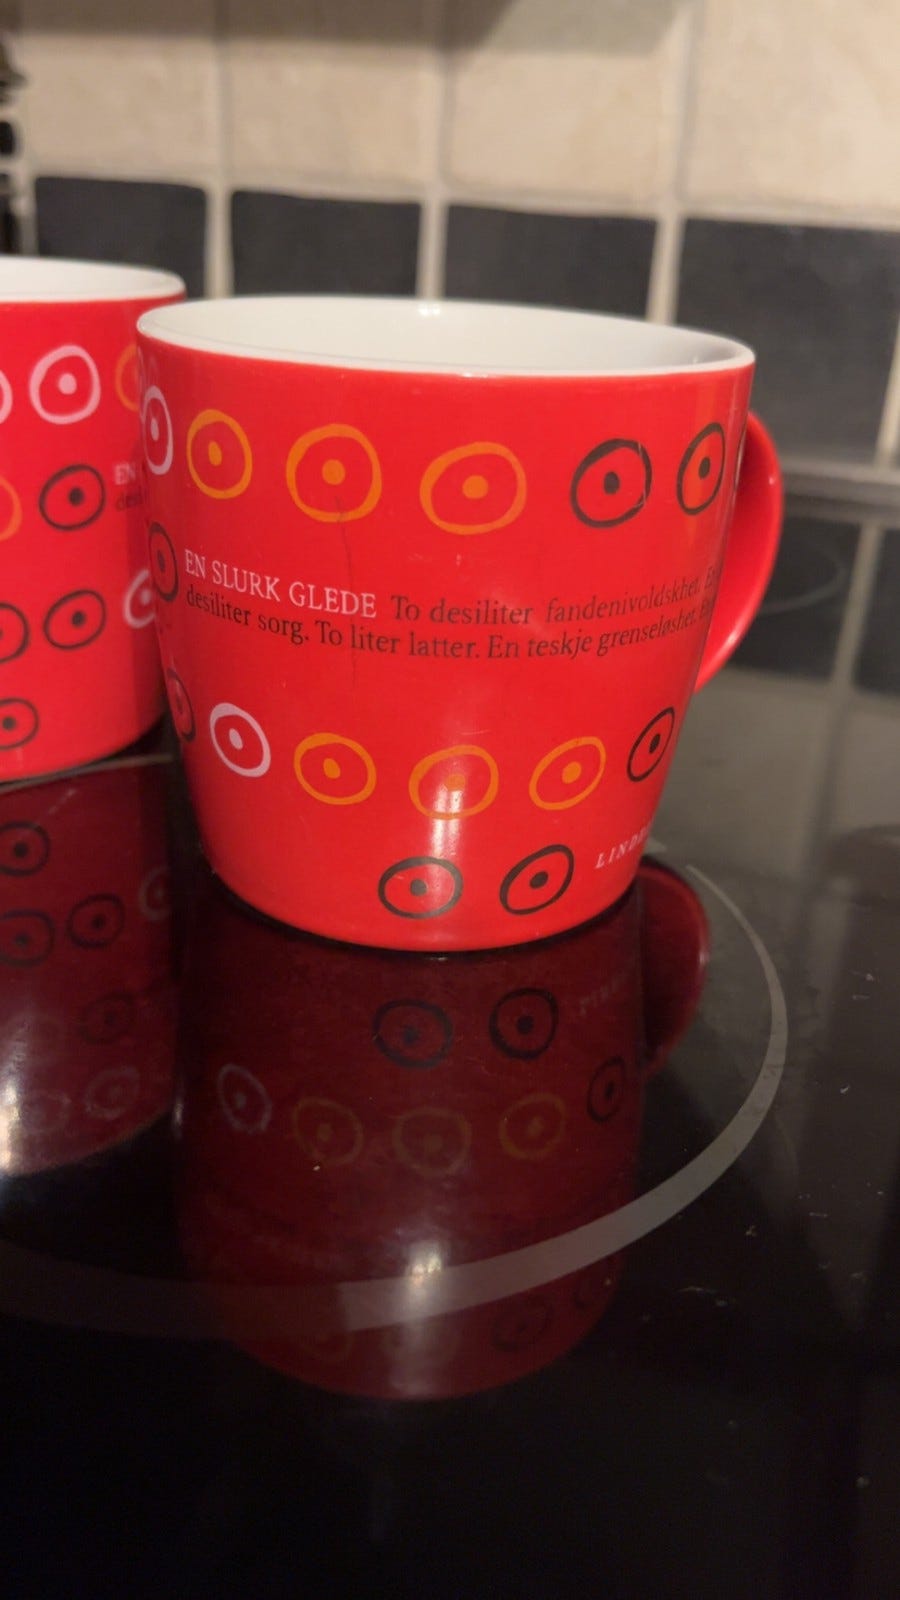 EN SLURK GLEDE To desiliter fandenivoldskhet.
desiliter sorg. To liter latter. En teskje grenseløshet.